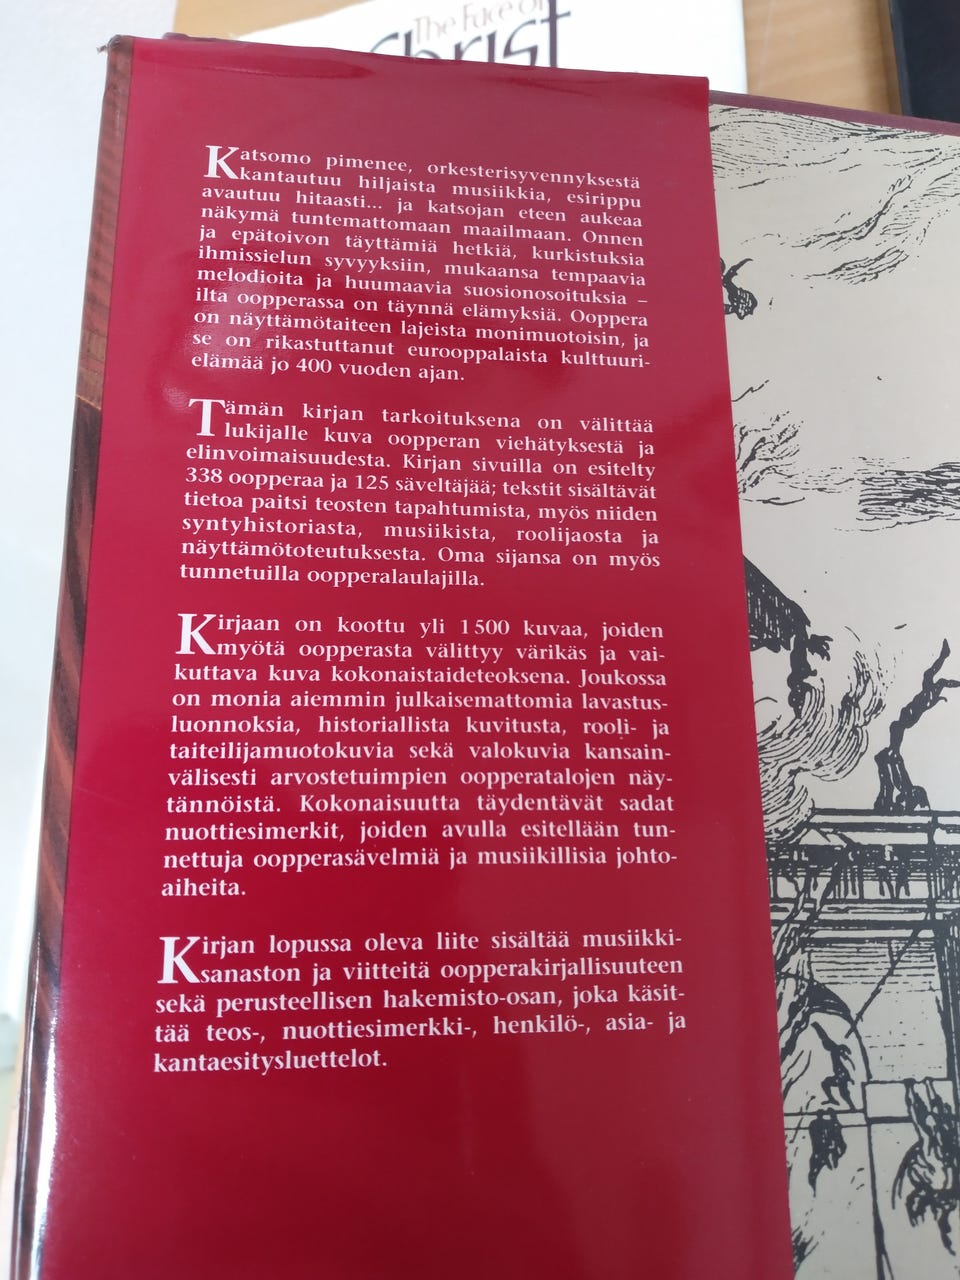 The Face of
Christ
Katsomo pimenee, orkesterisyvennyksestä
kantautuu hiljaista musiikkia, esirippu
avautuu hitaasti... ja katsojan eteen aukeaa
näkymä tuntemattomaan maailmaan. Onnen
ja epätoivon täyttämiä hetkiä, kurkistuksia
ihmissielun syvyyksiin, mukaansa tempaavia
melodioita ja huumaavia suosionosoituksia –
ilta oopperassa on täynnä elämyksiä. Ooppera
on näyttämötaiteen lajeista monimuotoisin, ja
se on rikastuttanut eurooppalaista kulttuuri-
elämää jo 400 vuoden ajan.
Tämän kirjan tarkoituksena on välittää
lukijalle kuva oopperan viehätyksestä ja
elinvoimaisuudesta. Kirjan sivuilla on esitelty
338 oopperaa ja 125 säveltäjää; tekstit sisältävät
tietoa paitsi teosten tapahtumista, myös niiden
syntyhistoriasta, musiikista, roolijaosta ja
näyttämötoteutuksesta. Oma sijansa on myös
tunnetuilla oopperalaulajilla.
Kirjaan on koottu yli 1500 kuvaa, joiden
myötä oopperasta välittyy värikäs ja vai-
kuttava kuva kokonaistaideteoksena. Joukossa
on monia aiemmin julkaisemattomia lavastus-
luonnoksia, historiallista kuvitusta, rooli- ja
taiteilijamuotokuvia sekä valokuvia kansain-
välisesti arvostetuimpien oopperatalojen näy-
tännöistä. Kokonaisuutta täydentävät sadat
nuottiesimerkit, joiden avulla esitellään tun-
nettuja oopperasävelmiä ja musiikillisia johto-
aiheita.
Kirjan lopussa oleva liite sisältää musiikki-
sanaston ja viitteitä oopperakirjallisuuteen
sekä perusteellisen hakemisto-osan, joka käsit-
tää teos-, nuottiesimerkki-, henkilö-, asia- ja
kantaesitysluettelot.